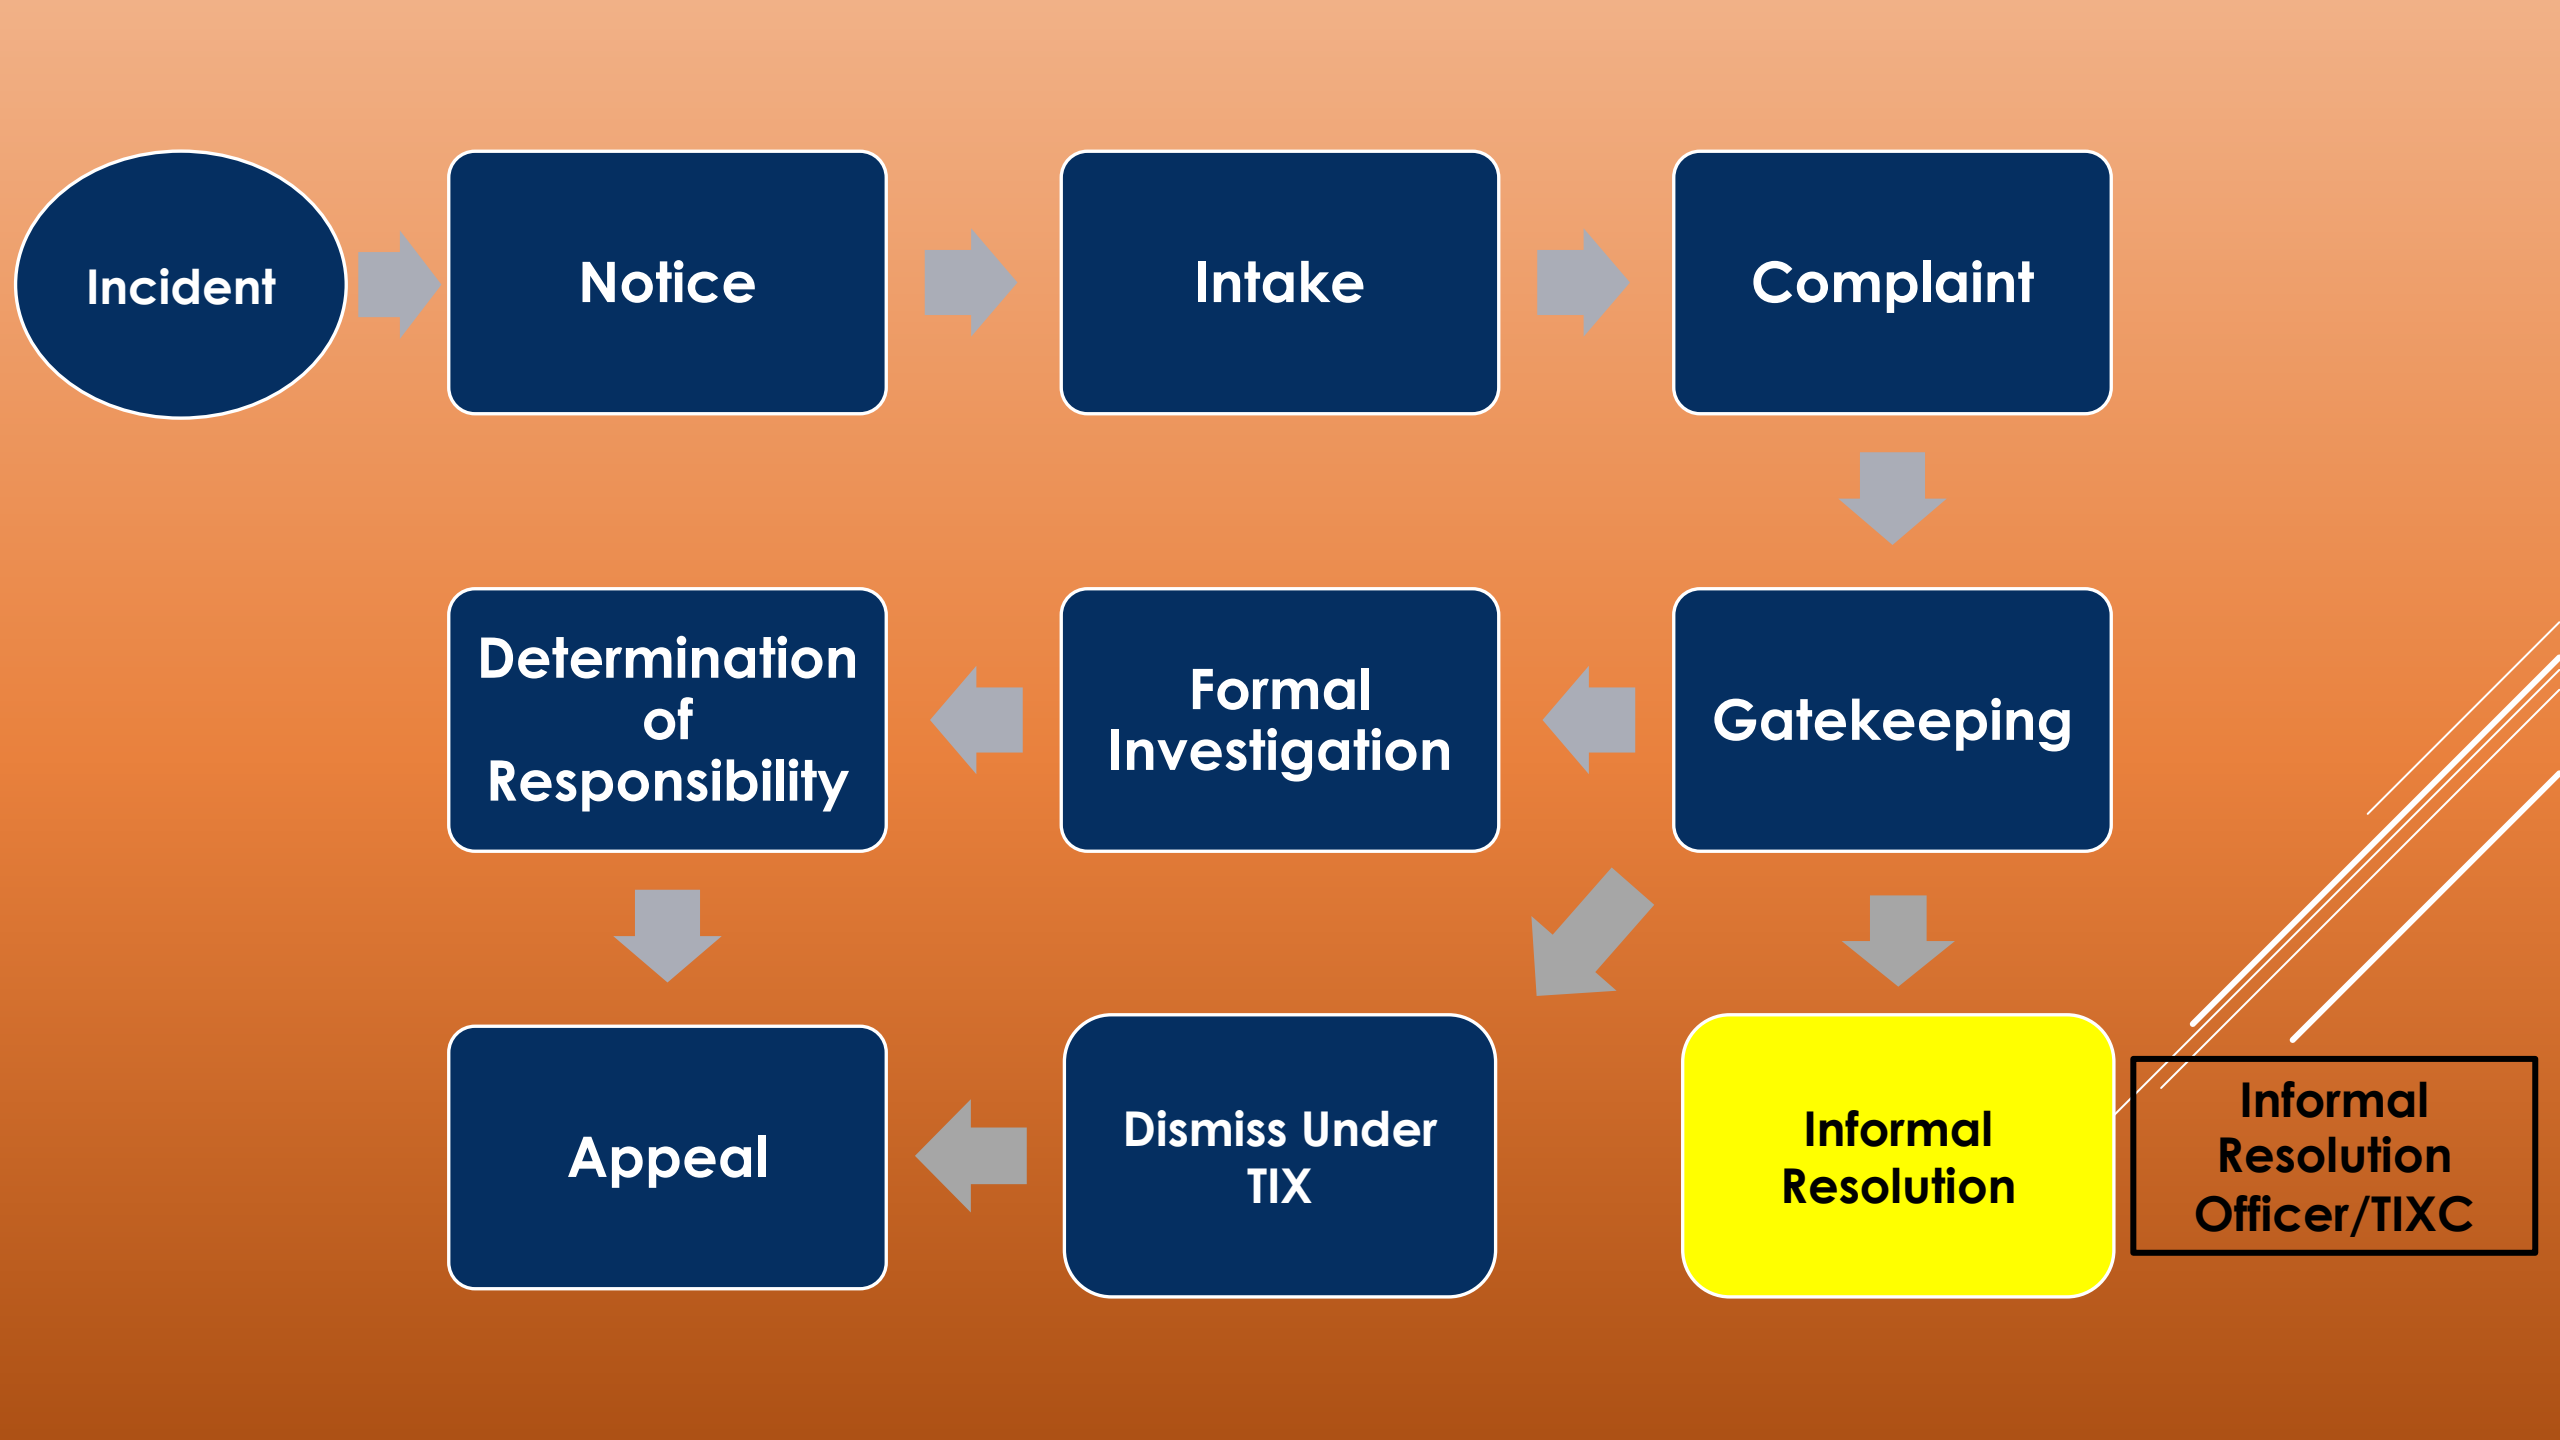 Incident
Notice
Intake
Complaint
Determination
of
Responsibility
Formal
Investigation
Gatekeeping
Appeal
Dismiss Under
TIX
Informal
Resolution
Informal
Resolution
Officer/TIXC